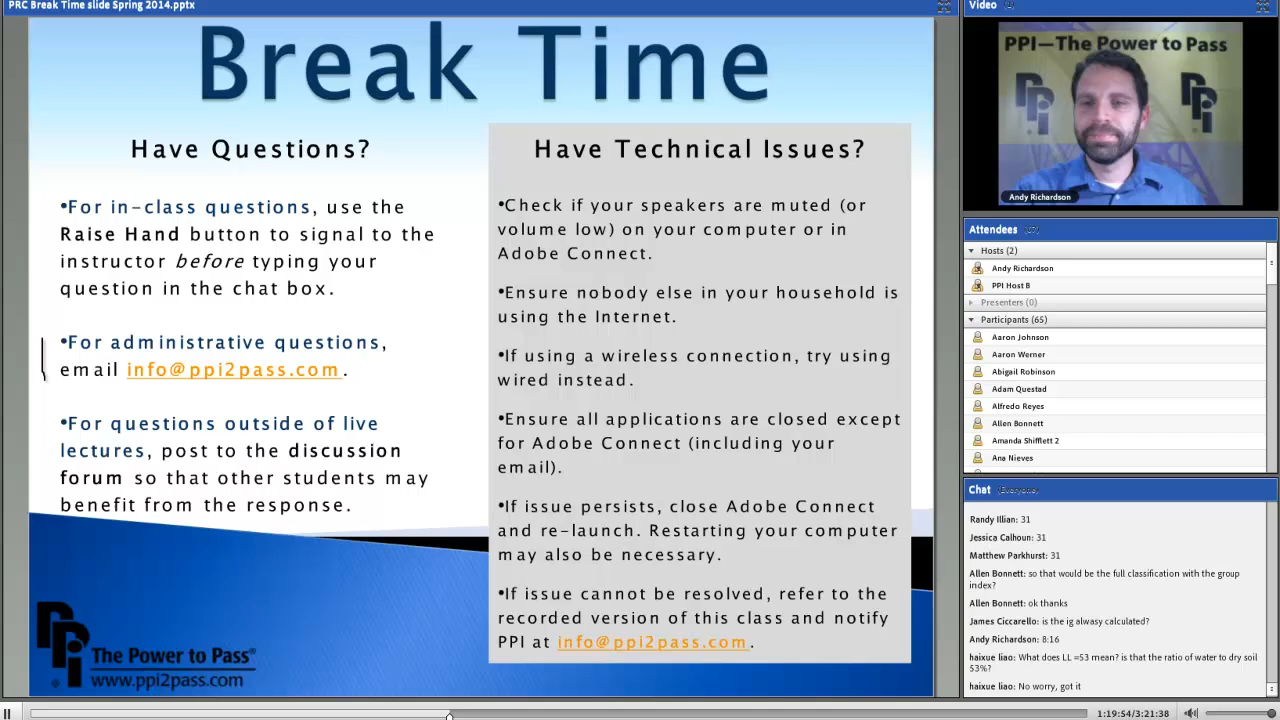 PRC Break Time slide Spring 2014.pptx
Break Time
Have Questions?
•For in-class questions, use the
Raise Hand button to signal to the
instructor before typing your
question in the chat box.
•For administrative questions,
email info@ppi2pass.com.
•For questions outside of live
lectures, post to the discussion
forum so that other students may
benefit from the response.
Have Technical Issues?
•Check if your speakers are muted (or
volume low) on your computer or in
Adobe Connect.
•Ensure nobody else in your household is
using the Internet.
•If using a wireless connection, try using
wired instead.
•Ensure all applications are closed except
for Adobe Connect (including your
email).
•If issue persists, close Adobe Connect
and re-launch. Restarting your computer
may also be necessary.
•If issue cannot be resolved, refer to the
recorded version of this class and notify
PPI at info@ppi2pass.com.
PPI The Power to Pass®
www.ppi2pass.com
Video
PPI—The Power to Pass
PPI
PPI
Andy Richardson
Attendees
Hosts (2)
Andy Richardson
PPI Host B
Presenters (0)
Participants (65)
Aaron Johnson
Aaron Werner
Abigail Robinson
Adam Questad
Alfredo Reyes
Allen Bonnett
Amanda Shifflett 2
Ana Nieves
Chat (Everyone)
Randy Illian: 31
Jessica Calhoun: 31
Matthew Parkhurst: 31
Allen Bonnett: so that would be the full classification with the group
index?
Allen Bonnett: ok thanks
James Ciccarello: is the ig alwasy calculated?
Andy Richardson: 8:16
haixue liao: What does LL =53 mean? is that the ratio of water to dry soil
53%?
haixue liao: No worry, got it
1:19:54/3:21:38